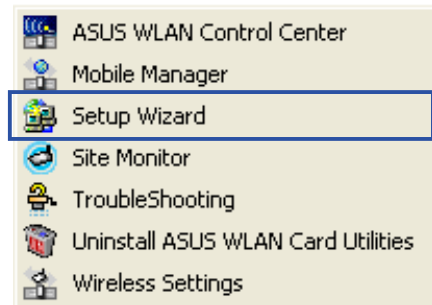 ASUS WLAN Control Center
Mobile Manager
Setup Wizard
Site Monitor
TroubleShooting
Uninstall ASUS WLAN Card Utilities
Wireless Settings